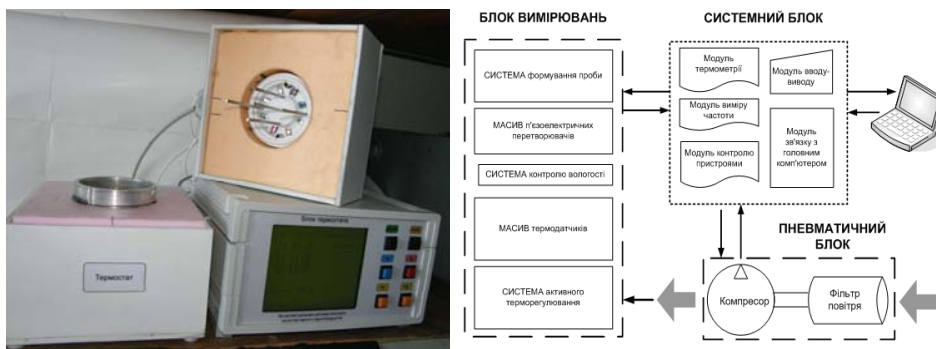 Термостат
Блок термостата
БЛОК ВИМІРЮВАНЬ
СИСТЕМА формування проби
МАСИВ п'єзоелектричних
перетворювачів
СИСТЕМА контролю вологості
МАСИВ термодатчиків
СИСТЕМА активного
терморегулювання
СИСТЕМНИЙ БЛОК
Модуль
термометрії
Модуль вводу-
виводу
Модуль виміру
частоти
Модуль контролю
пристроями
Модуль
зв'язку з
головним
комп'ютером
ПНЕВМАТИЧНИЙ
БЛОК
Компресор
Фільтр
повітря